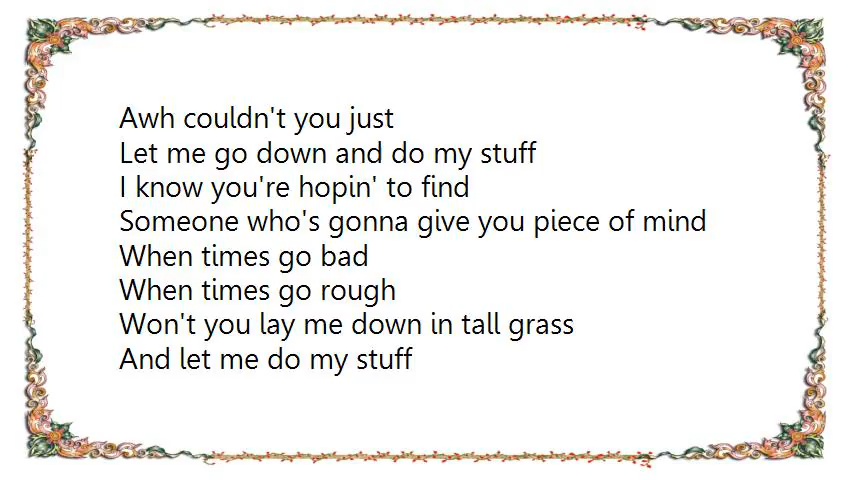 Awh couldn't you just
Let me go down and do my stuff
I know you're hopin' to find
Someone who's gonna give you piece of mind
When times go bad
When times go rough
Won't you lay me down in tall grass
And let me do my stuff